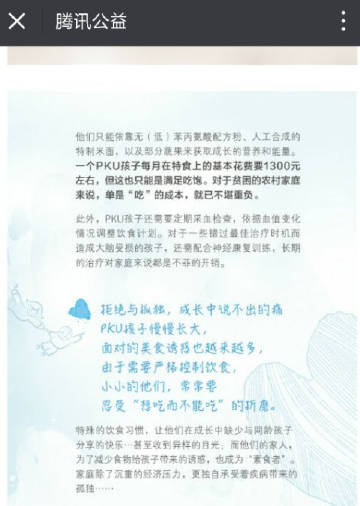 腾讯公益
他们只能依靠无（低）苯丙氨酸配方粉、人工合成的
特制米面，以及部分蔬果来获取成长的营养和能量。
一个PKU孩子每月在特食上的基本花费要1300元
左右，但这也只能是满足吃饱。对于贫困的农村家庭
来说，单是“吃”的成本，就已不堪重负。
此外，PKU孩子还需要定期采血检查，依据血值变化
情况调整饮食计划。对于一些错过最佳治疗时机而
造成大脑受损的孩子，还需配合神经康复训练，长期
的治疗对家庭来说都是不菲的开销。
拒绝与孤独，成长中说不出的痛
PKU孩子慢慢长大，
面对的美食诱惑也越来越多，
由于需要严格控制饮食，
小小的他们，常常要
忍受“想吃而不能吃”的折磨。
特殊的饮食习惯，让他们在成长中缺少与同龄孩子
分享的快乐…甚至收到异样的目光；而他们的家人，
为了减少食物给孩子带来的诱惑，也成为“素食者”。
家庭除了沉重的经济压力，更独自承受着疾病带来的
孤独……